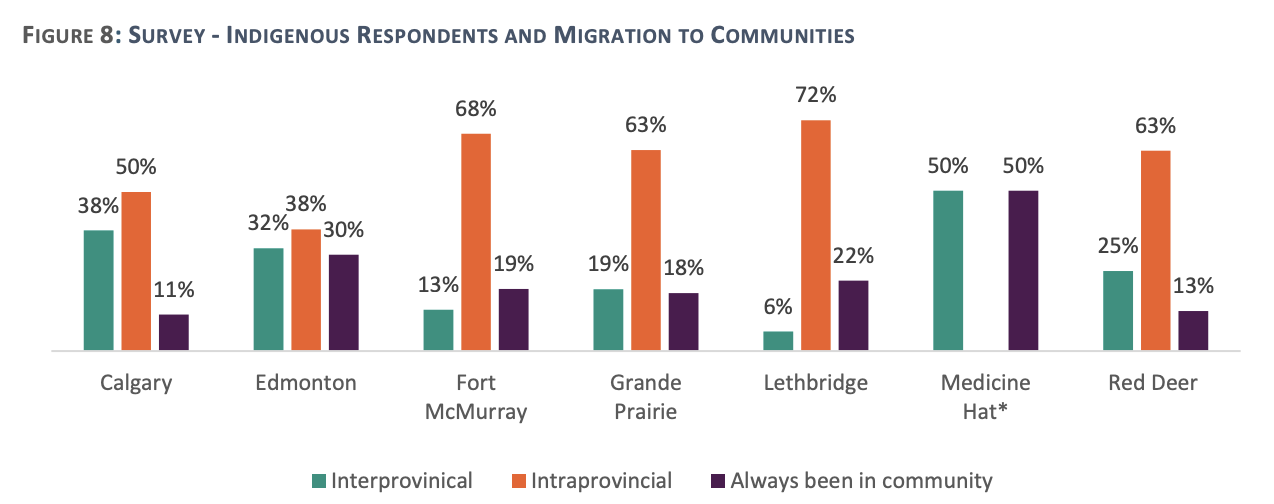 FIGURE 8: SURVEY - INDIGENOUS RESPONDENTS AND MIGRATION TO COMMUNITIES
38% 50% 11%
32% 38% 30%
13% 68% 19%
19% 63% 18%
6% 72% 22%
50% 50%
25% 63% 13%
Calgary
Edmonton
Fort
McMurray
Grande
Prairie
Lethbridge
Medicine
Hat*
Red Deer
Interprovinical
Intraprovincial
Always been in community